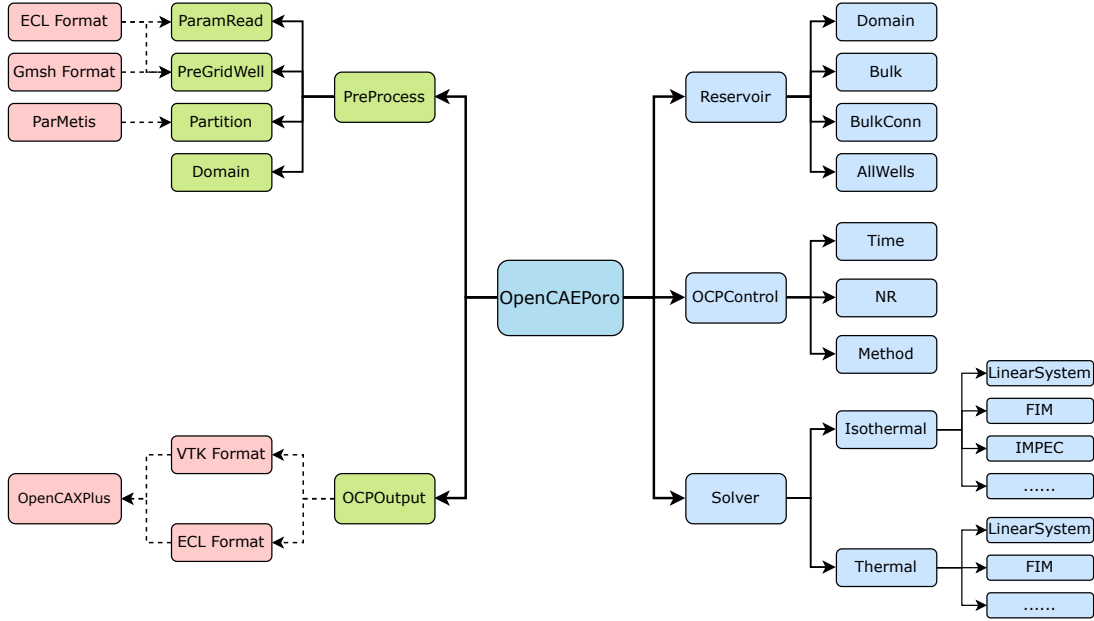 ECL Format
ParamRead
Gmsh Format
PreGridWell
PreProcess
ParMetis
Partition
Domain
OpenCAEPoro
VTK Format
OpenCAXPlus
OCPOutput
ECL Format
Reservoir
Domain
Bulk
BulkConn
AllWells
OCPControl
Time
NR
Method
Solver
Isothermal
LinearSystem
FIM
IMPEC
......
Thermal
LinearSystem
FIM
......